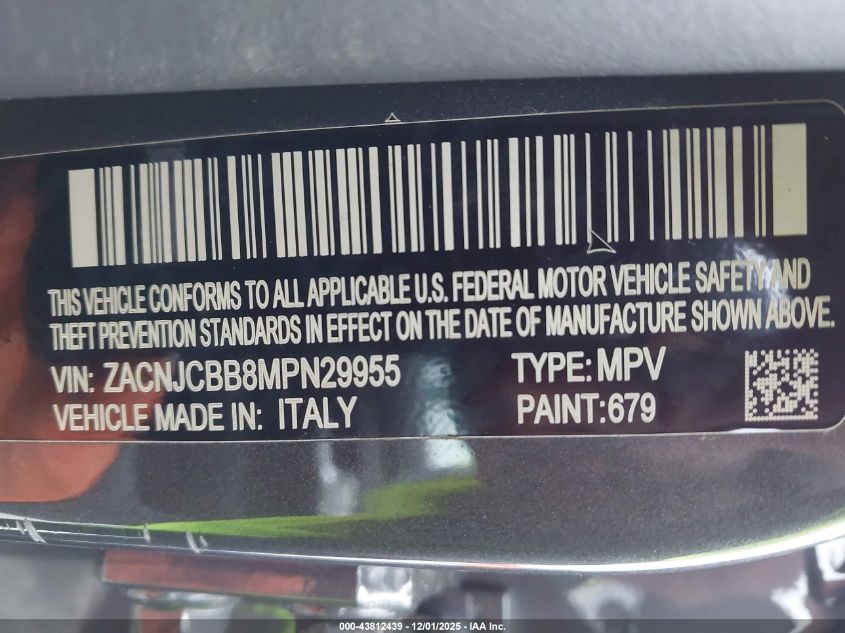 THIS VEHICLE CONFORMS TO ALL APPLICABLE U.S. FEDERAL MOTOR VEHICLE SAFETY AND
THEFT PREVENTION STANDARDS IN EFFECT ON THE DATE OF MANUFACTURE SHOWN ABOVE.
VIN: ZACNJCBB8MPN29955 TYPE: MPV
VEHICLE MADE IN: ITALY PAINT:679
000-43812439 - 12/01/2025 - IAA Inc.